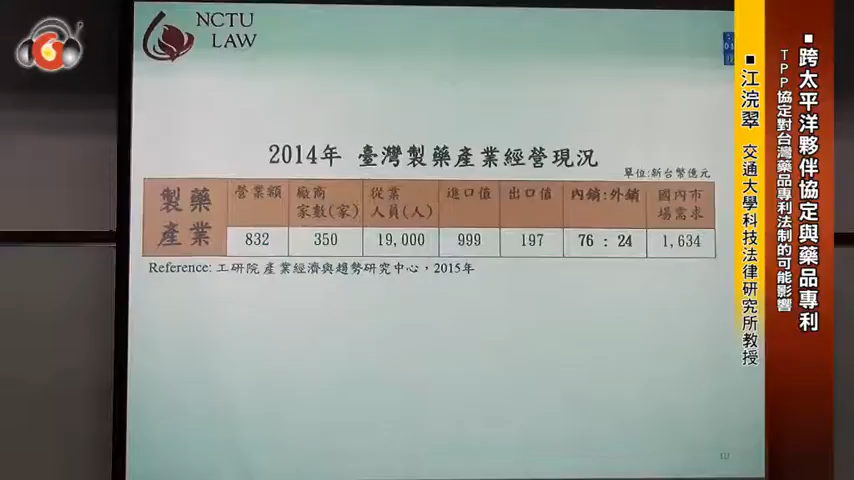 NCTU
LAW
2014年 臺灣製藥產業經營現況
單位:新台幣億元
製藥產業
營業額
廠商家數(家)
從業人員(人)
進口值
出口值
內銷:外銷
國內市場需求
832
350
19,000
999
197
76:24
1,634
Reference: 工研院 產業經濟與趨勢研究中心,2015年
■跨太平洋夥伴協定與藥品專利
TPP協定對台灣藥品專利法制的可能影響
■江浣翠 交通大學科技法律研究所教授